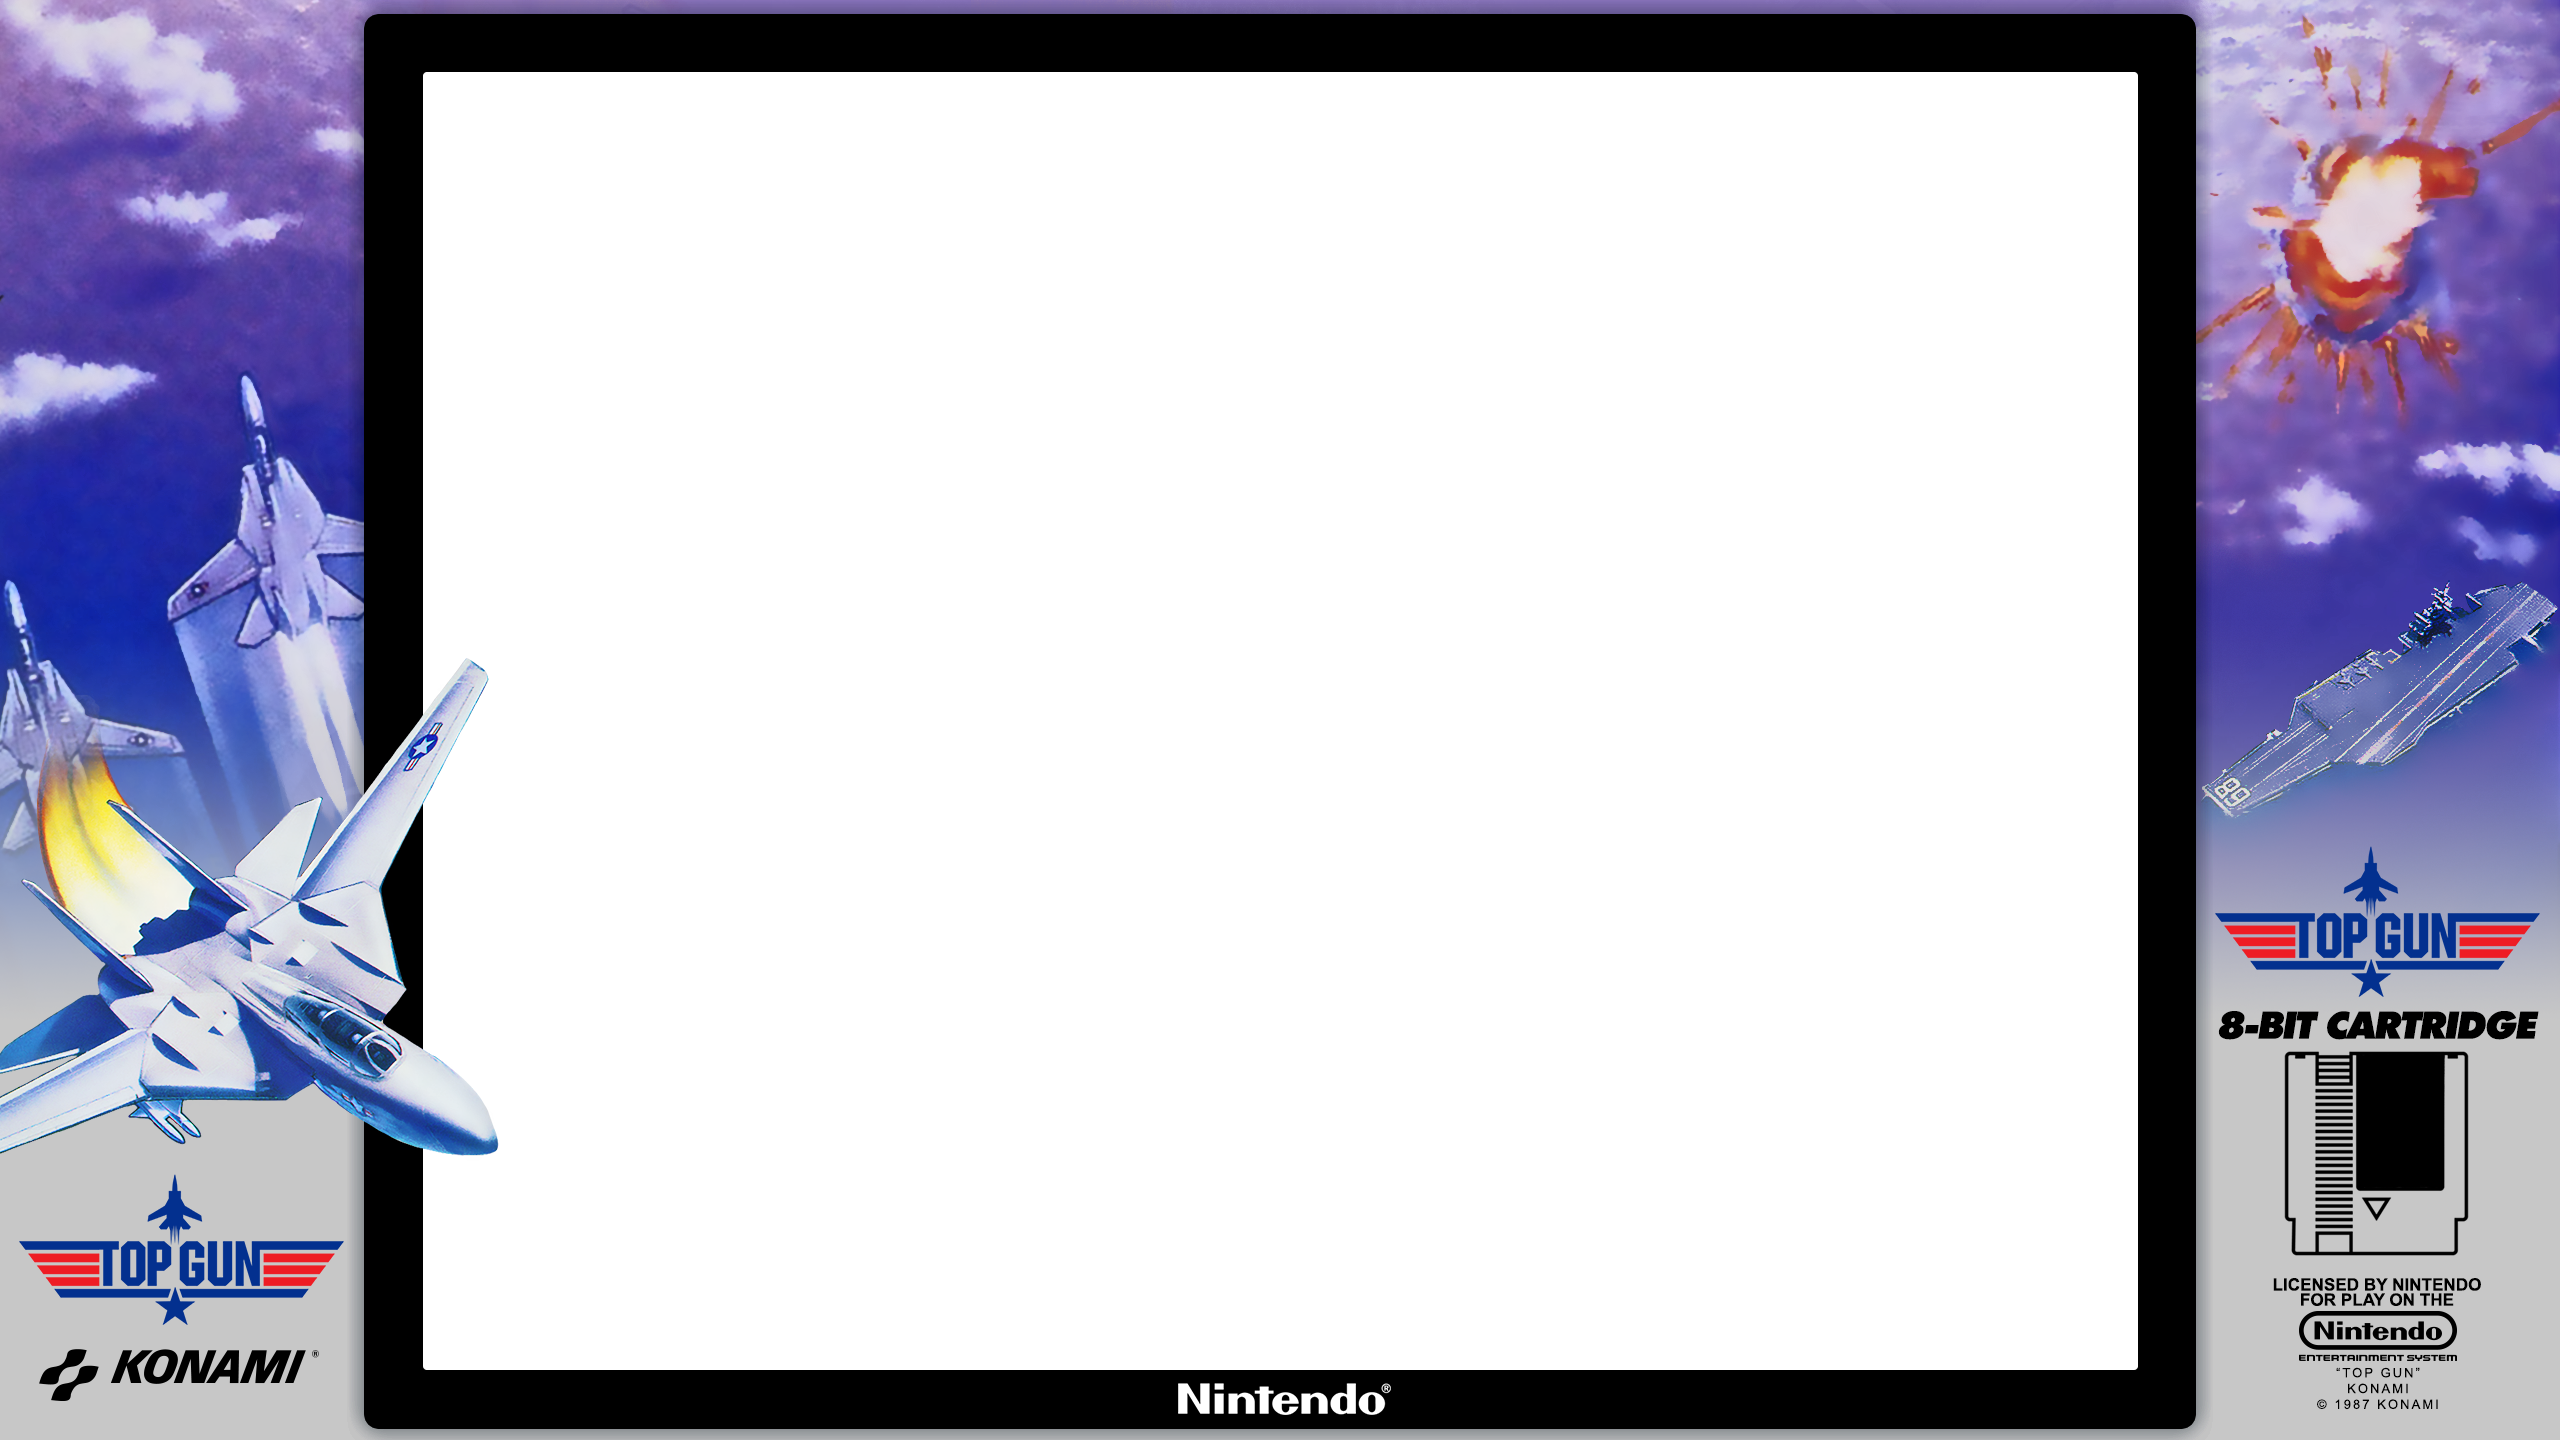 TOP GUN
KONAMI®
Nintendo®
89
TOP GUN
8-BIT CARTRIDGE
LICENSED BY NINTENDO
FOR PLAY ON THE
Nintendo
ENTERTAINMENT SYSTEM
"TOP GUN"
KONAMI
© 1987 KONAMI